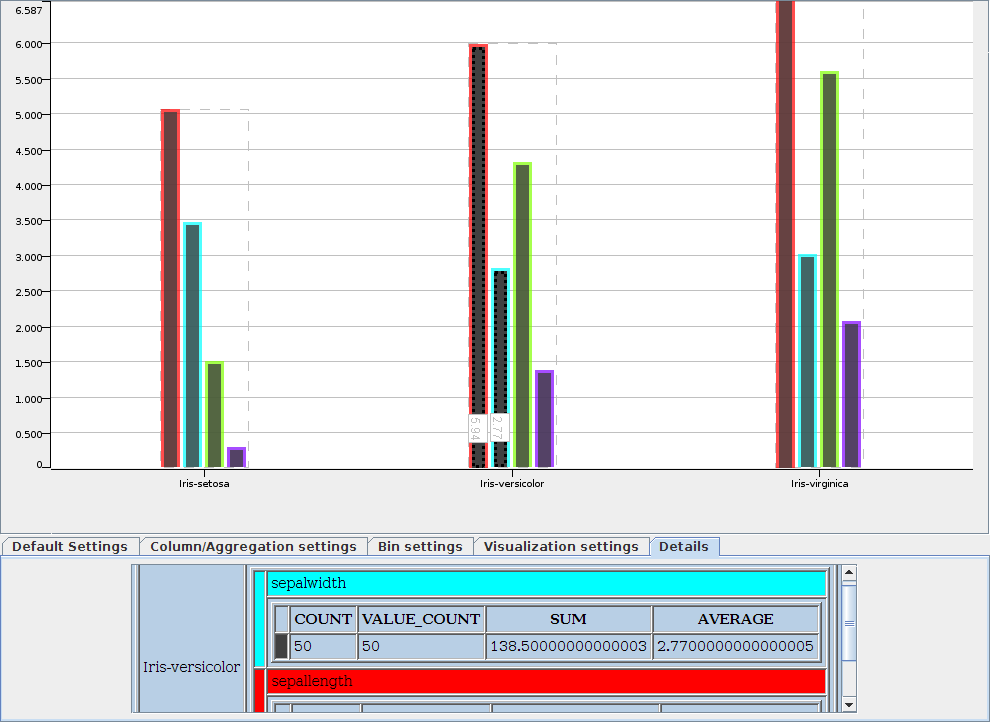 6.587
6.000
5.500
5.000
4.500
4.000
3.500
3.000
2.500
2.000
1.500
1.000
0.500
0
5.94
2.77
Iris-setosa
Iris-versicolor
Iris-virginica
Default Settings
Column/Aggregation settings
Bin settings
Visualization settings
Details
sepalwidth
COUNT VALUE_COUNT SUM AVERAGE
50 50 138.50000000000003 2.7700000000000005
Iris-versicolor
sepallength